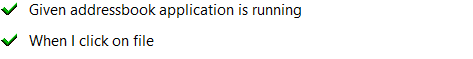 Given addressbook application is running
When I click on file